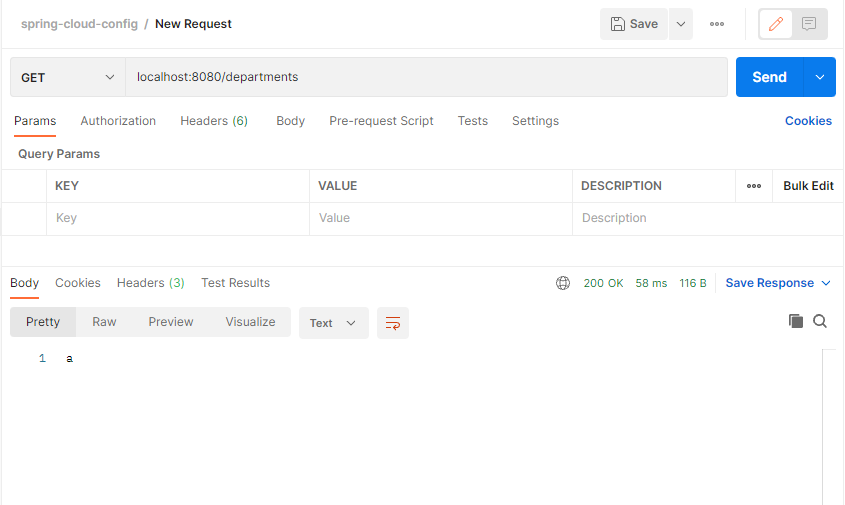 spring-cloud-config / New Request Save
GET localhost:8080/departments Send
Params Authorization Headers (6) Body Pre-request Script Tests Settings Cookies
Query Params
KEY VALUE DESCRIPTION Bulk Edit
Key Value Description
Body Cookies Headers (3) Test Results 200 OK 58 ms 116 B Save Response
Pretty Raw Preview Visualize Text
1 a